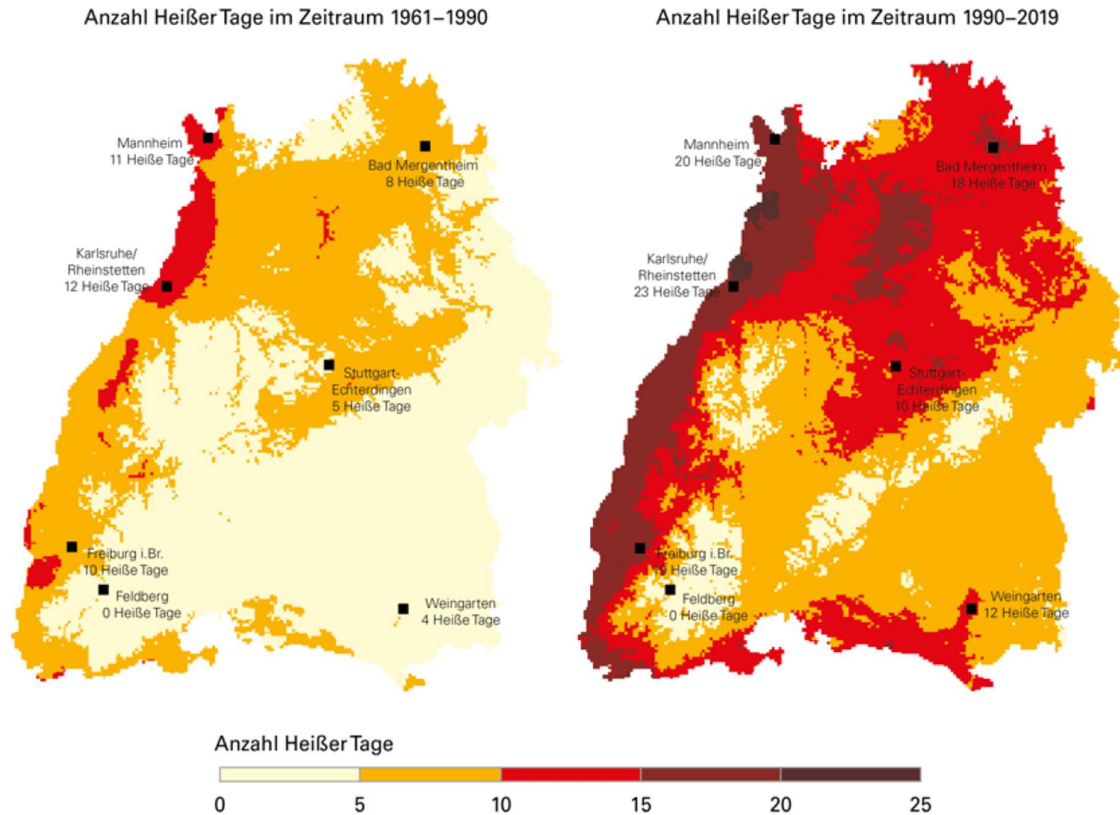 Anzahl Heißer Tage im Zeitraum 1961–1990
Mannheim
11 Heiße Tage
Bad Mergentheim
8 Heiße Tage
Karlsruhe/
Rheinstetten
12 Heiße Tage
Stuttgart-
Echterdingen
5 Heiße Tage
Freiburg i.Br.
10 Heiße Tage
Feldberg
0 Heiße Tage
Weingarten
4 Heiße Tage
Anzahl Heißer Tage im Zeitraum 1990–2019
Mannheim
20 Heiße Tage
Bad Mergentheim
18 Heiße Tage
Karlsruhe/
Rheinstetten
23 Heiße Tage
Stuttgart-
Echterdingen
10 Heiße Tage
Freiburg i.Br.
Heiße Tage
Feldberg
0 Heiße Tage
Weingarten
12 Heiße Tage
Anzahl Heißer Tage
0 5 10 15 20 25